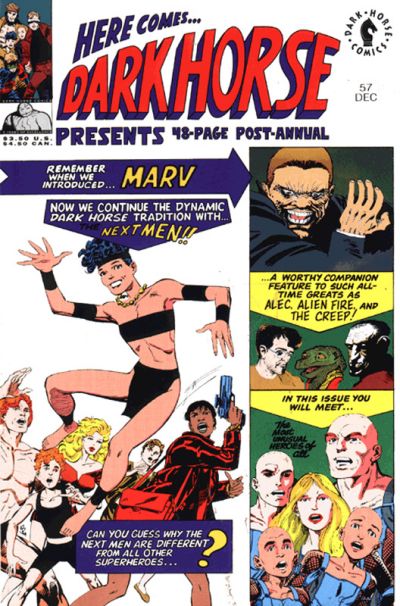 HERE COMES...
DARK HORSE
PRESENTS 48-PAGE POST-ANNUAL
DARK HORSE COMICS
57
DEC
$3.50 U.S.
$4.50 CAN.
REMEMBER
WHEN WE
INTRODUCED...
MARV
NOW WE CONTINUE THE DYNAMIC
DARK HORSE TRADITION WITH...
THE NEXT MEN!!
...A WORTHY COMPANION
FEATURE TO SUCH ALL-
TIME GREATS AS
ALEC, ALIEN FIRE, AND
THE CREEP!
IN THIS ISSUE YOU
WILL MEET...
The
most
UNUSUAL
HEROES of
all
CAN YOU GUESS WHY THE
NEXT MEN ARE DIFFERENT
FROM ALL OTHER
SUPERHEROES...
?